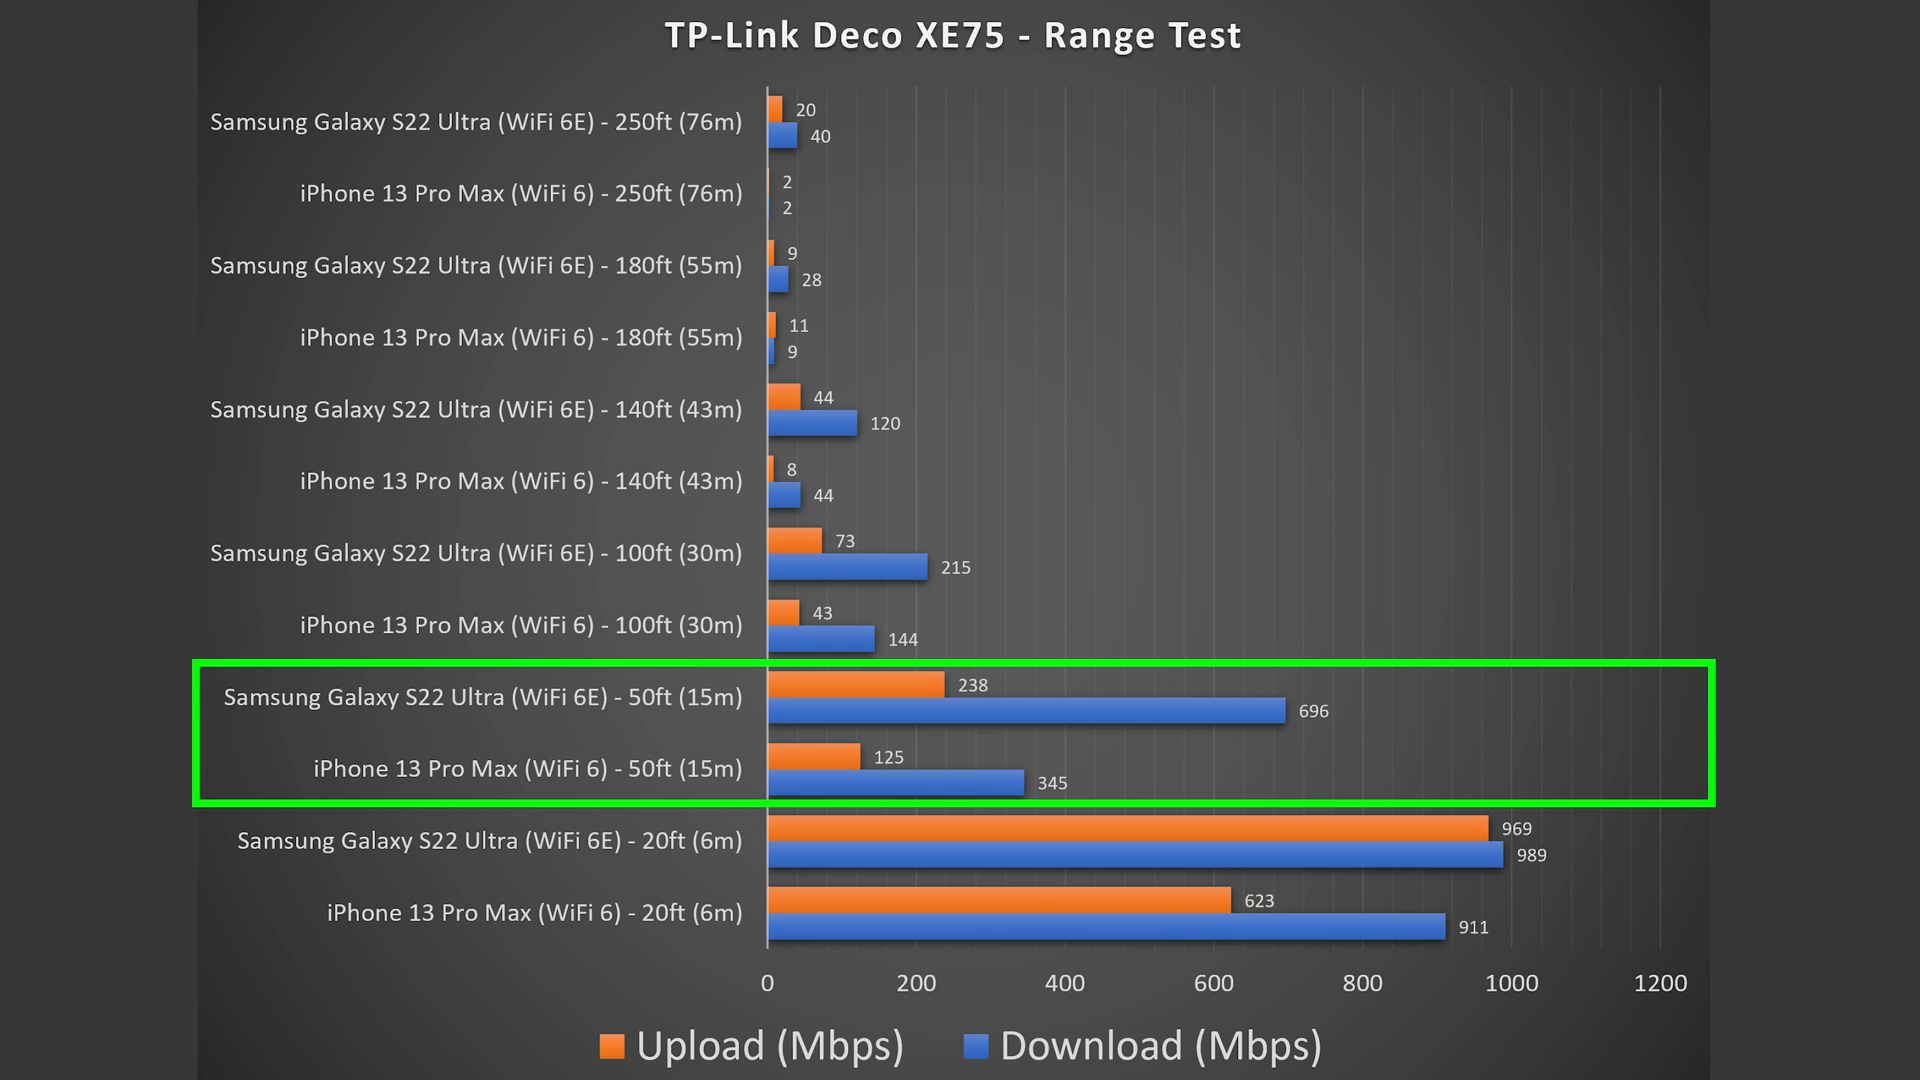 TP-Link Deco XE75 - Range Test
Samsung Galaxy S22 Ultra (WiFi 6E) - 250ft (76m)
20
40
iPhone 13 Pro Max (WiFi 6) - 250ft (76m)
2
2
Samsung Galaxy S22 Ultra (WiFi 6E) - 180ft (55m)
9
28
iPhone 13 Pro Max (WiFi 6) - 180ft (55m)
11
9
Samsung Galaxy S22 Ultra (WiFi 6E) - 140ft (43m)
44
120
iPhone 13 Pro Max (WiFi 6) - 140ft (43m)
8
44
Samsung Galaxy S22 Ultra (WiFi 6E) - 100ft (30m)
73
215
iPhone 13 Pro Max (WiFi 6) - 100ft (30m)
43
144
Samsung Galaxy S22 Ultra (WiFi 6E) - 50ft (15m)
238
696
iPhone 13 Pro Max (WiFi 6) - 50ft (15m)
125
345
Samsung Galaxy S22 Ultra (WiFi 6E) - 20ft (6m)
969
989
iPhone 13 Pro Max (WiFi 6) - 20ft (6m)
623
911
0 200 400 600 800 1000 1200
Upload (Mbps) Download (Mbps)